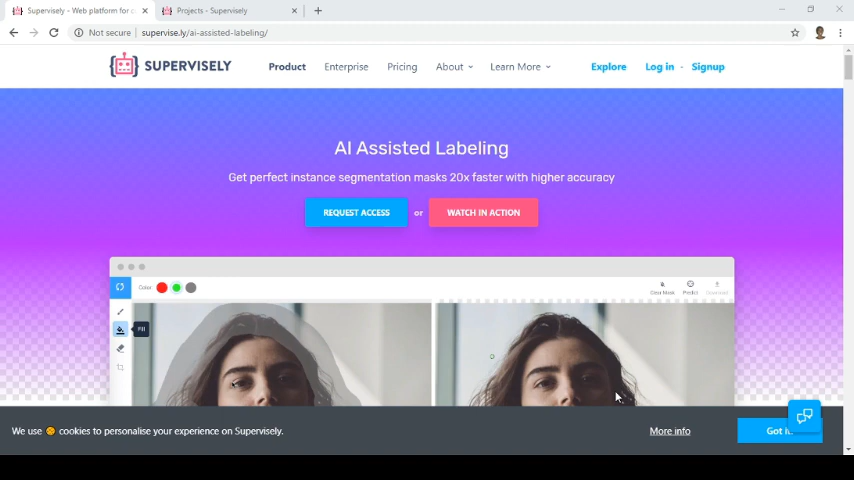 Supervisely - Web platform for c
Projects - Supervisely
Not secure
supervise.ly/ai-assisted-labeling/
SUPERVISELY
Product
Enterprise
Pricing
About
Learn More
Explore
Log in
Signup
AI Assisted Labeling
Get perfect instance segmentation masks 20x faster with higher accuracy
REQUEST ACCESS
or
WATCH IN ACTION
Color:
Clear Mask
Predict
Download
Fill
We use 🍪 cookies to personalise your experience on Supervisely.
More info
Got it